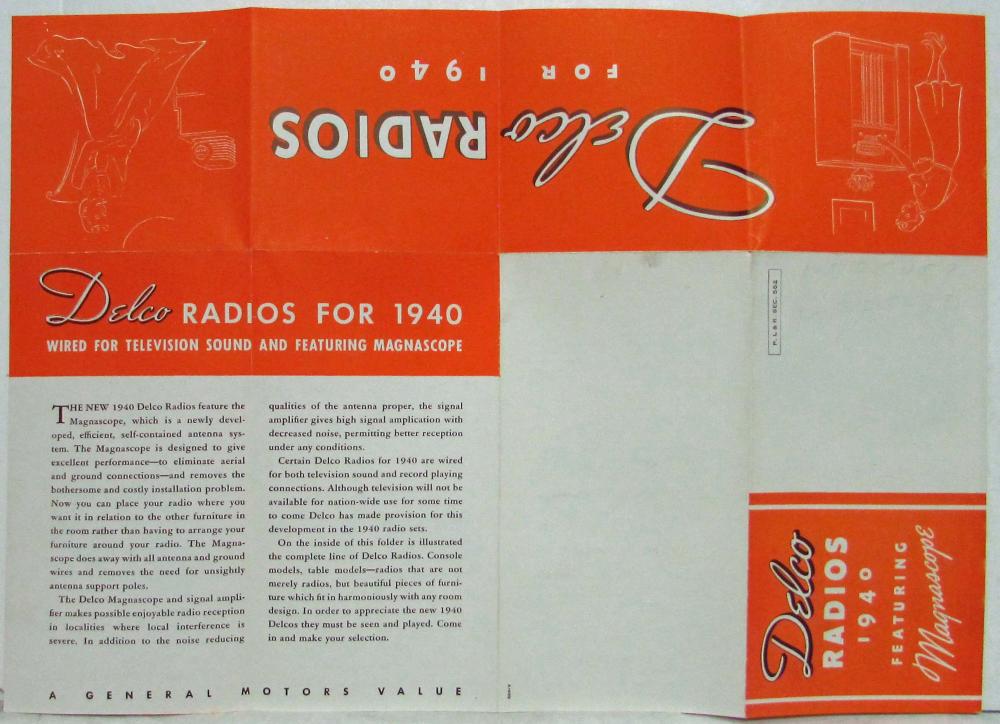 Delco RADIOS
FOR 1940
Delco RADIOS FOR 1940
WIRED FOR TELEVISION SOUND AND FEATURING MAGNASCOPE
THE NEW 1940 Delco Radios feature the
Magnascope, which is a newly devel-
oped, efficient, self-contained antenna sys-
tem. The Magnascope is designed to give
excellent performance—to eliminate aerial
and ground connections—and removes the
bothersome and costly installation problem.
Now you can place your radio where you
want it in relation to the other furniture in
the room rather than having to arrange your
furniture around your radio. The Magna-
scope does away with all antenna and ground
wires and removes the need for unsightly
antenna support poles.
The Delco Magnascope and signal ampli-
fier makes possible enjoyable radio reception
in localities where local interference is
severe. In addition to the noise reducing
qualities of the antenna proper, the signal
amplifier gives high signal amplication with
decreased noise, permitting better reception
under any conditions.
Certain Delco Radios for 1940 are wired
for both television sound and record playing
connections. Although television will not be
available for nation-wide use for some time
to come Delco has made provision for this
development in the 1940 radio sets.
On the inside of this folder is illustrated
the complete line of Delco Radios. Console
models, table models—radios that are not
merely radios, but beautiful pieces of furni-
ture which fit in harmoniously with any room
design. In order to appreciate the new 1940
Delcos they must be seen and played. Come
in and make your selection.
A GENERAL MOTORS VALUE
P. L. & R. SEC. 562
Delco
RADIOS
1940
FEATURING
Magnascope